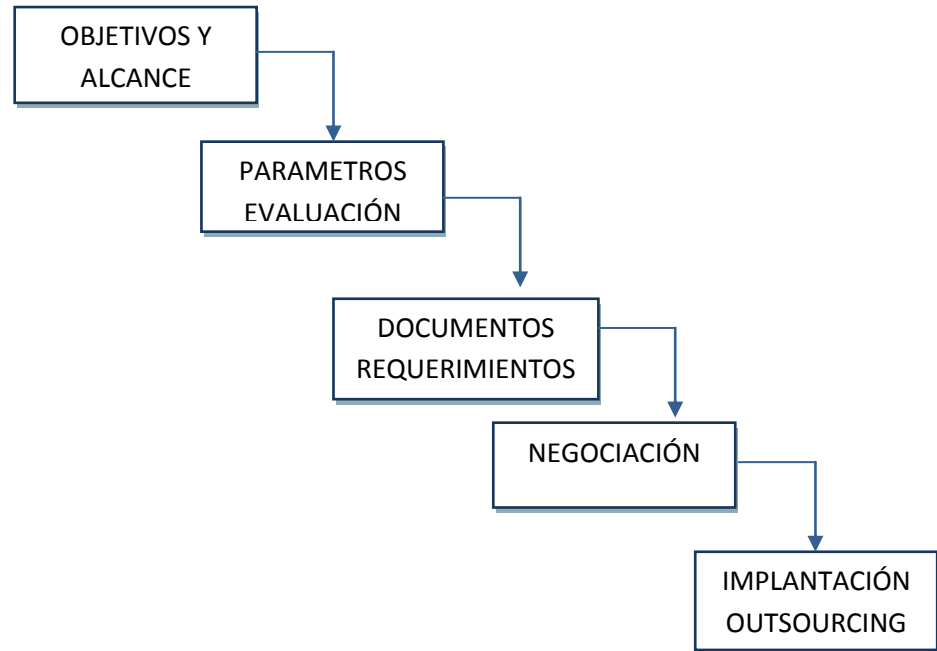 OBJETIVOS Y
ALCANCE
PARAMETROS
EVALUACIÓN
DOCUMENTOS
REQUERIMIENTOS
NEGOCIACIÓN
IMPLANTACIÓN
OUTSOURCING